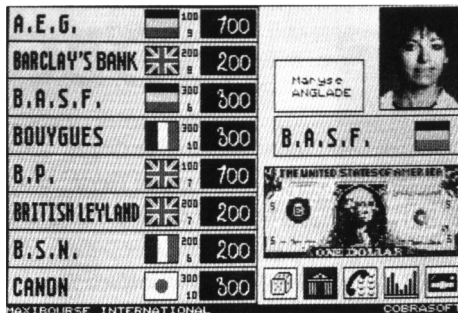 A.E.G. 100 9 100
BARCLAY'S BANK 200 8 200
B.A.S.F. 300 6 300
BOUYGUES 300 10 300
B.P. 100 7 100
BRITISH LEYLAND 200 7 200
B.S.N. 200 6 200
CANON 300 10 300
MAXIBOURSE INTERNATIONAL
Maryse
ANGLADE
B.A.S.F.
THE UNITED STATES OF AMERICA
ONE DOLLAR
COBRASOFT